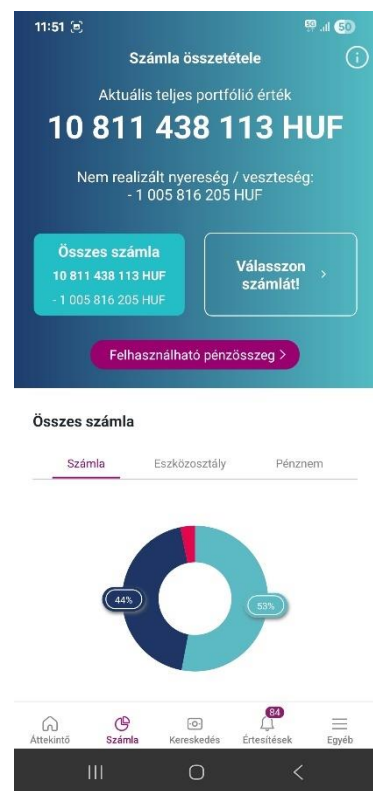 11:51
5G
50
Számla összetétele
Aktuális teljes portfólió érték
10 811 438 113 HUF
Nem realizált nyereség / veszteség:
- 1 005 816 205 HUF
Összes számla
10 811 438 113 HUF
- 1 005 816 205 HUF
Válasszon
számlát!
Felhasználható pénzösszeg >
Összes számla
Számla
Eszközosztály
Pénznem
44%
53%
84
Áttekintő
Számla
Kereskedés
Értesítések
Egyéb